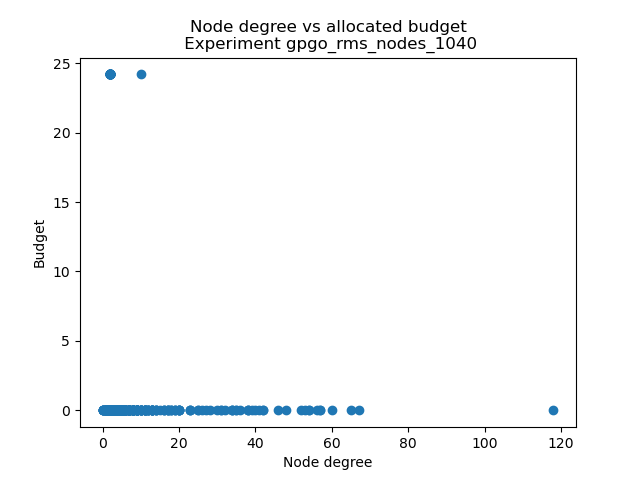 Node degree vs allocated budget
Experiment gpgo_rms_nodes_1040
25
20
15
10
5
0
Budget
0 20 40 60 80 100 120
Node degree